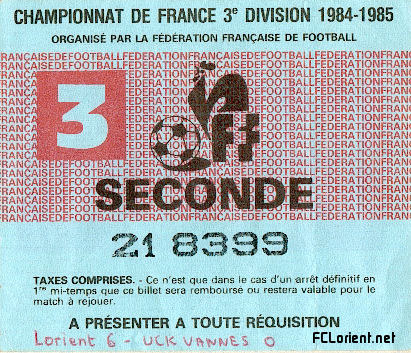 CHAMPIONNAT DE FRANCE 3e DIVISION 1984-1985
ORGANISÉ PAR LA FÉDÉRATION FRANÇAISE DE FOOTBALL
3
fff
SECONDE
21 8399
TAXES COMPRISES. - Ce n'est que dans le cas d'un arrêt définitif en
1re mi-temps que ce billet sera remboursé ou restera valable pour le
match à rejouer.
A PRÉSENTER A TOUTE RÉQUISITION
FCLorient.net
Lorient 6 - UCK VANNES 0